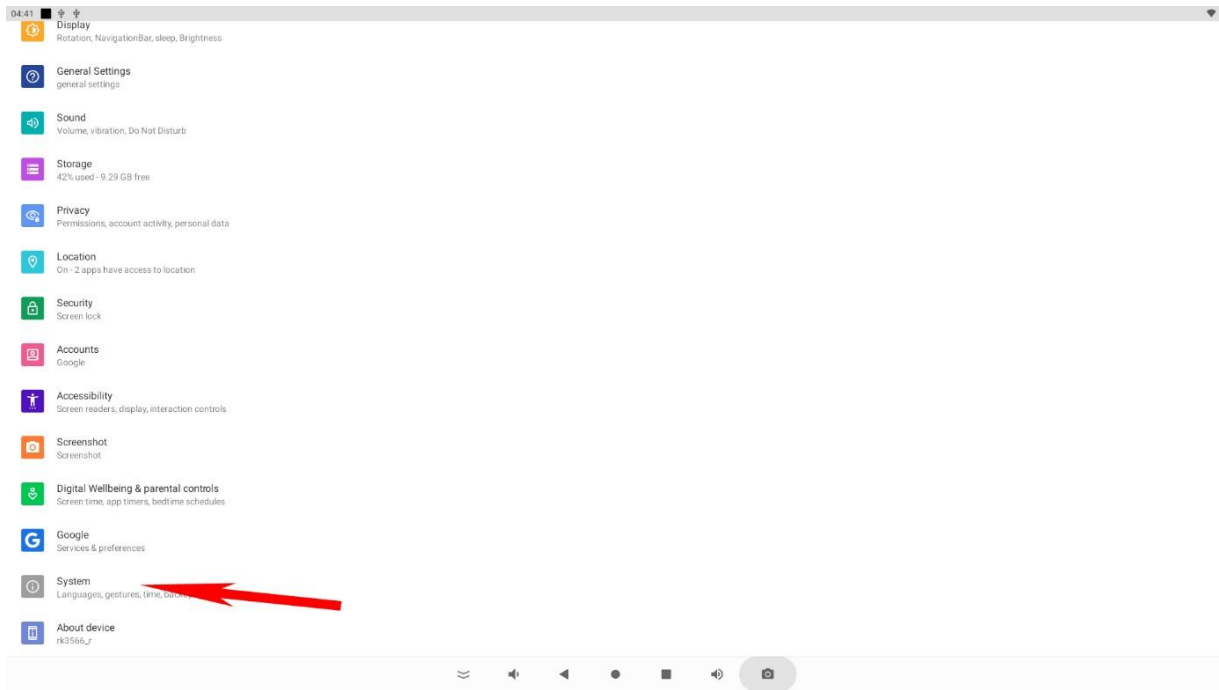 04:41
Display
Rotation, NavigationBar, sleep, Brightness
General Settings
general settings
Sound
Volume, vibration, Do Not Disturb
Storage
42% used - 9.29 GB free
Privacy
Permissions, account activity, personal data
Location
On - 2 apps have access to location
Security
Screen lock
Accounts
Google
Accessibility
Screen readers, display, interaction controls
Screenshot
Screenshot
Digital Wellbeing & parental controls
Screen time, app timers, bedtime schedules
Google
Services & preferences
System
Languages, gestures, time,
About device
rk3566_r